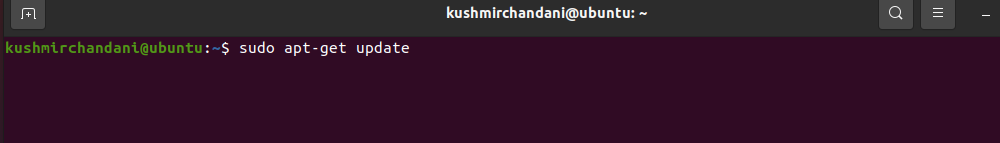 kushmirchandani@ubuntu: ~
kushmirchandani@ubuntu:~$ sudo apt-get update